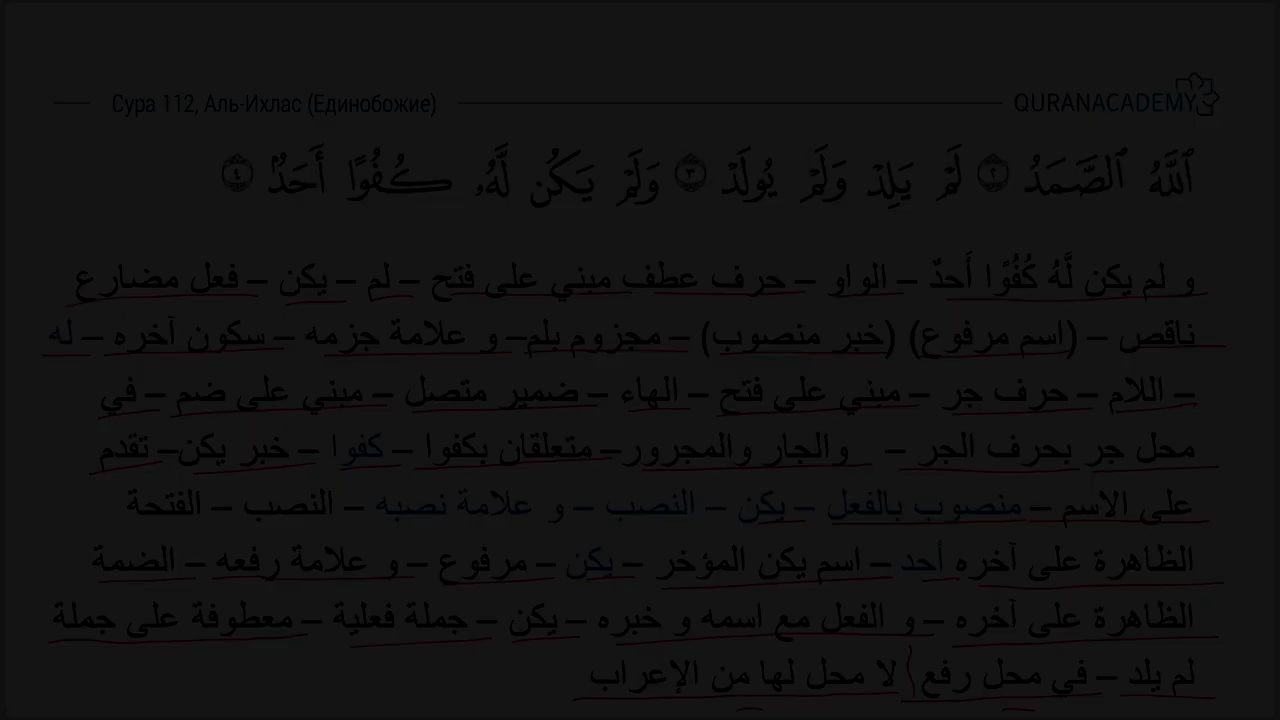 Сура 112, Аль-Ихлас (Единобожие)
QURANACADEMY
ٱللَّهُ ٱلصَّمَدُ ٢ لَمْ يَلِدْ وَلَمْ يُولَدْ ٣ وَلَمْ يَكُن لَّهُۥ كُفُوًا أَحَدٌۢ ٤
و لم يكن لَّهُ كُفُوًا أَحدٌ – الواو – حرف عطف مبني على فتح – لم – يكن – فعل مضارع
ناقص – (اسم مرفوع) (خبر منصوب) – مجزوم بلم– و علامة جزمه – سكون آخره – له
– اللام – حرف جر – مبني على فتح – الهاء – ضمير متصل – مبني على ضم – في
محل جر بحرف الجر – والجار والمجرور– متعلقان بكفوا – كفوا – خبر يكن– تقدم
على الاسم – منصوب بالفعل – يكن – النصب – و علامة نصبه – النصب – الفتحة
الظاهرة على آخره أحد – اسم يكن المؤخر – يكن – مرفوع – و علامة رفعه – الضمة
الظاهرة على آخره – و الفعل مع اسمه و خبره – يكن – جملة فعلية – معطوفة على جملة
لم يلد – في محل رفع لا محل لها من الإعراب